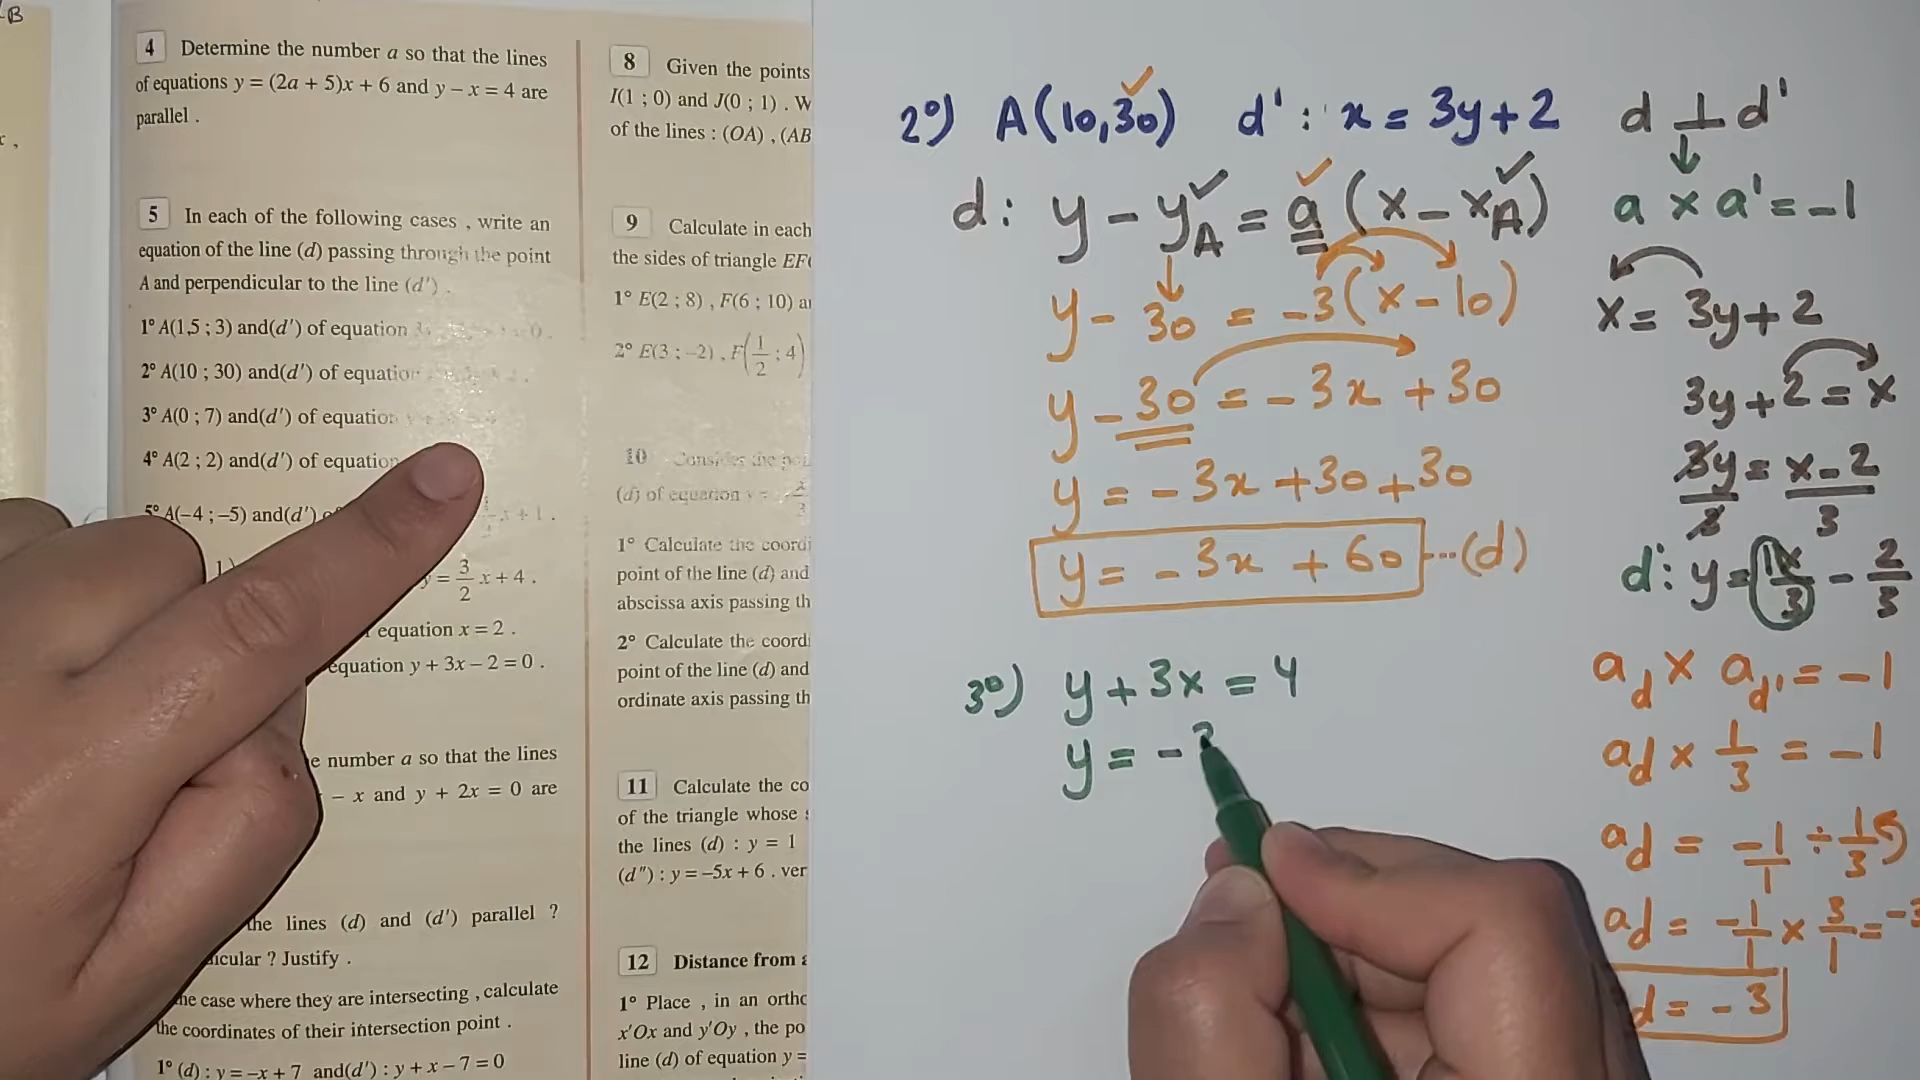 B
4 Determine the number a so that the lines
of equations y = (2a + 5)x + 6 and y – x = 4 are
parallel .
5 In each of the following cases , write an
equation of the line (d) passing through the point
A and perpendicular to the line (d') .
1° A(1,5 ; 3) and(d') of equation
2° A(10 ; 30) and(d') of equation
3° A(0 ; 7) and(d') of equation
4° A(2 ; 2) and(d') of equation
5° A(–4 ; –5) and(d') x + 1 .
y = 3/2 x + 4 .
equation x = 2 .
equation y + 3x – 2 = 0 .
number a so that the lines
– x and y + 2x = 0 are
the lines (d) and (d') parallel ?
? Justify .
the case where they are intersecting , calculate
the coordinates of their intersection point .
1° (d) : y = –x + 7 and(d') : y + x – 7 = 0
8 Given the points
I(1 ; 0) and J(0 ; 1) . W
of the lines : (OA) , (AB
9 Calculate in each
the sides of triangle EF
1° E(2 ; 8) , F(6 ; 10) a
2° E(3 ; –2) , F(1/2 ; 4)
10 Consider the poi
(d) of equation y =
1° Calculate the coordi
point of the line (d) and
abscissa axis passing th
2° Calculate the coordi
point of the line (d) and
ordinate axis passing th
11 Calculate the co
of the triangle whose
the lines (d) : y = 1
(d") : y = –5x + 6 . ver
12 Distance from a
1° Place , in an ortho
x'Ox and y'Oy , the po
line (d) of equation y =
2°) A(10,30) d' : x = 3y+2 d ⊥ d'
d: y - yA = a (x - xA)
y - 30 = -3(x-10)
y - 30 = -3x + 30
y = -3x + 30 + 30
y = -3x + 60 ...(d)
3°) y + 3x = 4
y = -3
a x a' = -1
x = 3y + 2
3y + 2 = x
3y/3 = x-2/3
d': y = 1x/3 - 2/3
ad x ad' = -1
ad x 1/3 = -1
ad = -1/1 ÷ 1/3
ad = -1/1 x 3/1 = -3
d = -3